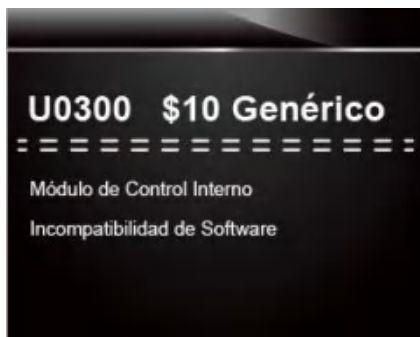 U0300 $10 Genérico
Módulo de Control Interno
Incompatibilidad de Software